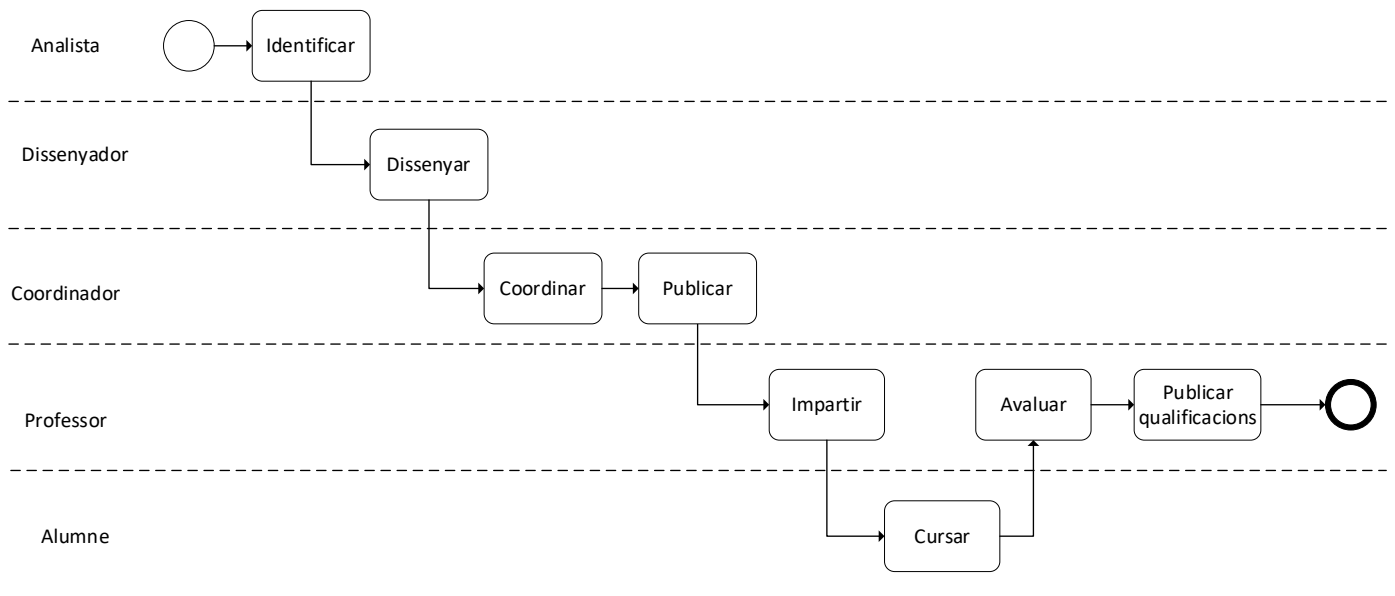 Analista
Identificar
Dissenyador
Dissenyar
Coordinador
Coordinar
Publicar
Professor
Impartir
Avaluar
Publicar
qualificacions
Alumne
Cursar